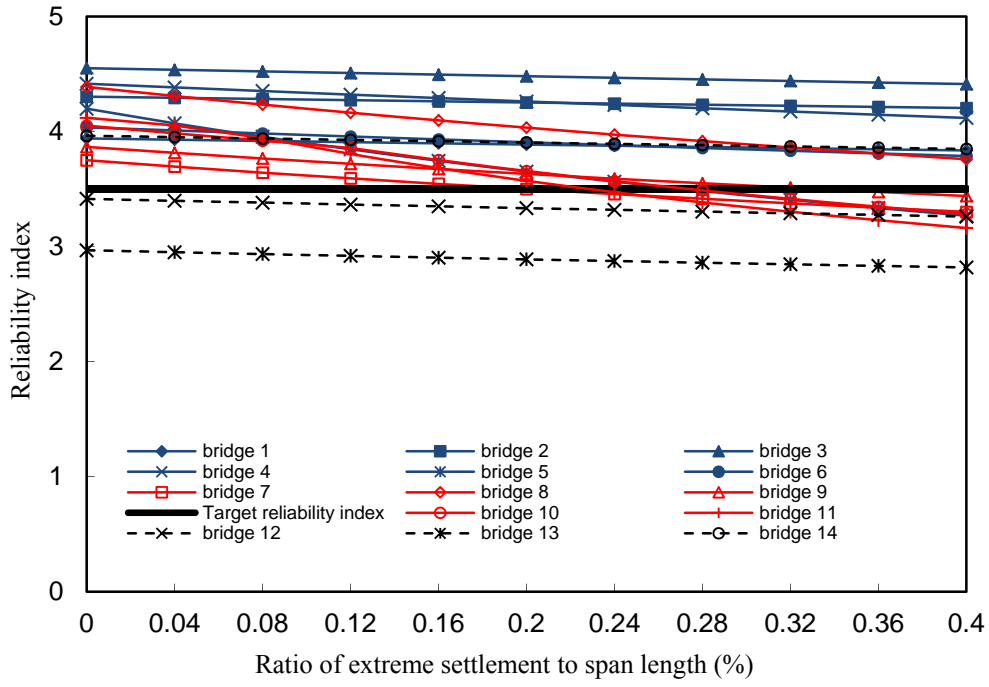 5
4
3
2
1
0
Reliability index
bridge 1 bridge 2 bridge 3
bridge 4 bridge 5 bridge 6
bridge 7 bridge 8 bridge 9
Target reliability index bridge 10 bridge 11
bridge 12 bridge 13 bridge 14
0 0.04 0.08 0.12 0.16 0.2 0.24 0.28 0.32 0.36 0.4
Ratio of extreme settlement to span length (%)